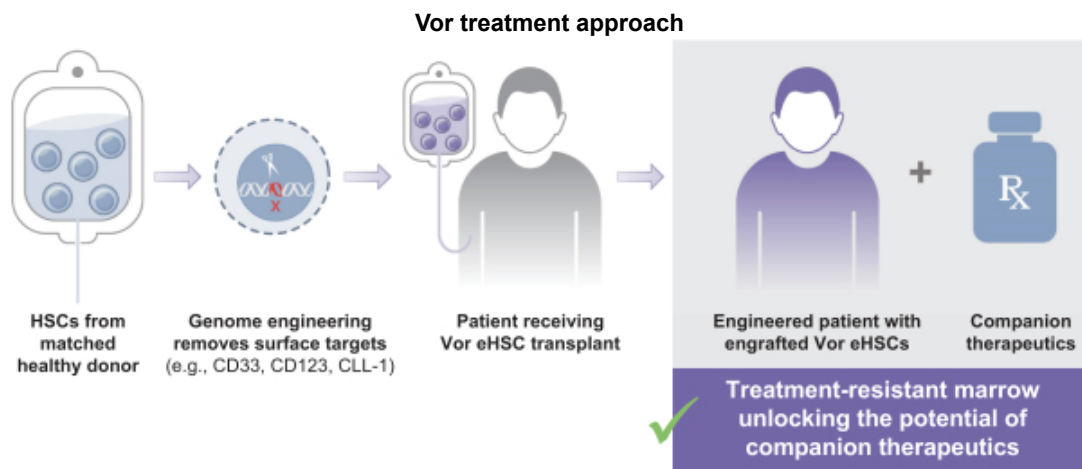 Vor treatment approach
X
Rx
HSCs from
matched
healthy donor
Genome engineering
removes surface targets
(e.g., CD33, CD123, CLL-1)
Patient receiving
Vor eHSC transplant
Engineered patient with
engrafted Vor eHSCs
+
Companion
therapeutics
Treatment-resistant marrow
unlocking the potential of
companion therapeutics